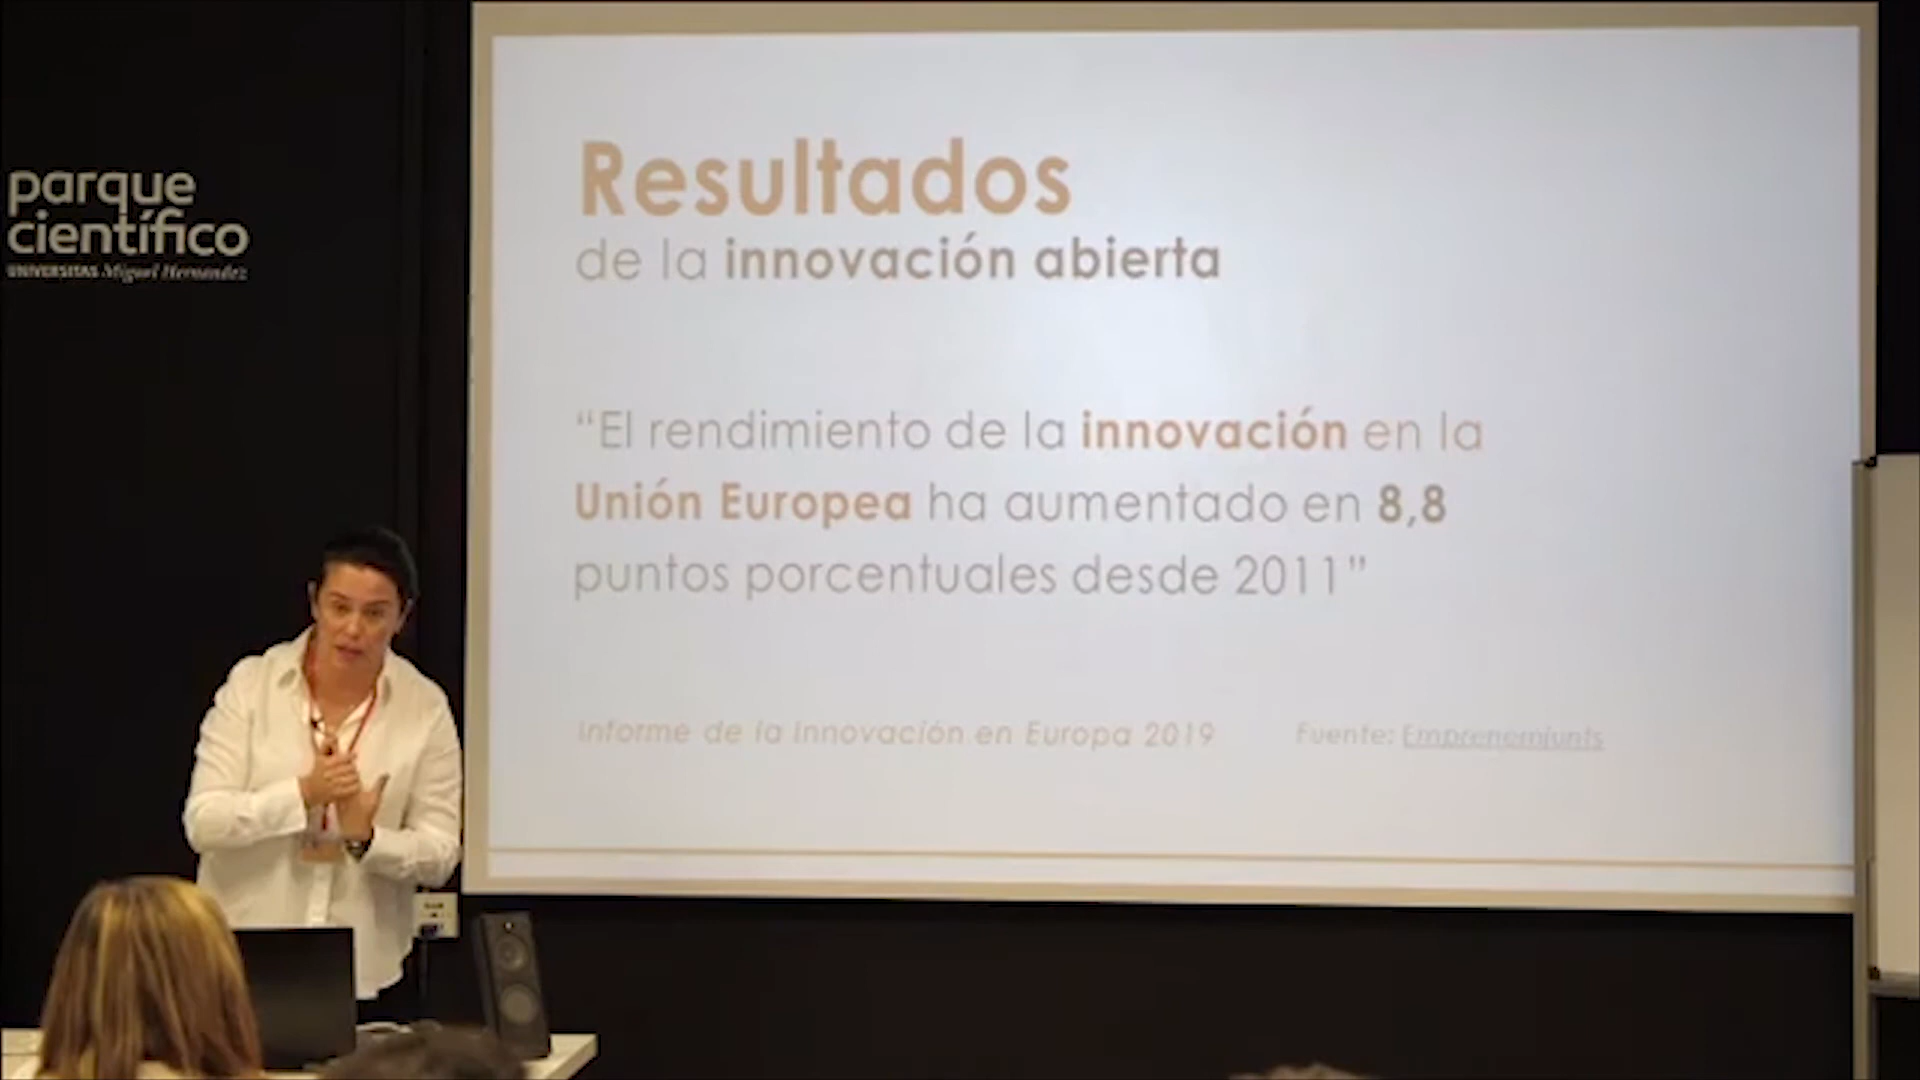 parque
científico
UNIVERSITAS Miguel Hernandez
Resultados
de la innovación abierta
“El rendimiento de la innovación en la
Unión Europea ha aumentado en 8,8
puntos porcentuales desde 2011”
Informe de la Innovación en Europa 2019
Fuente: Emprenemjunts